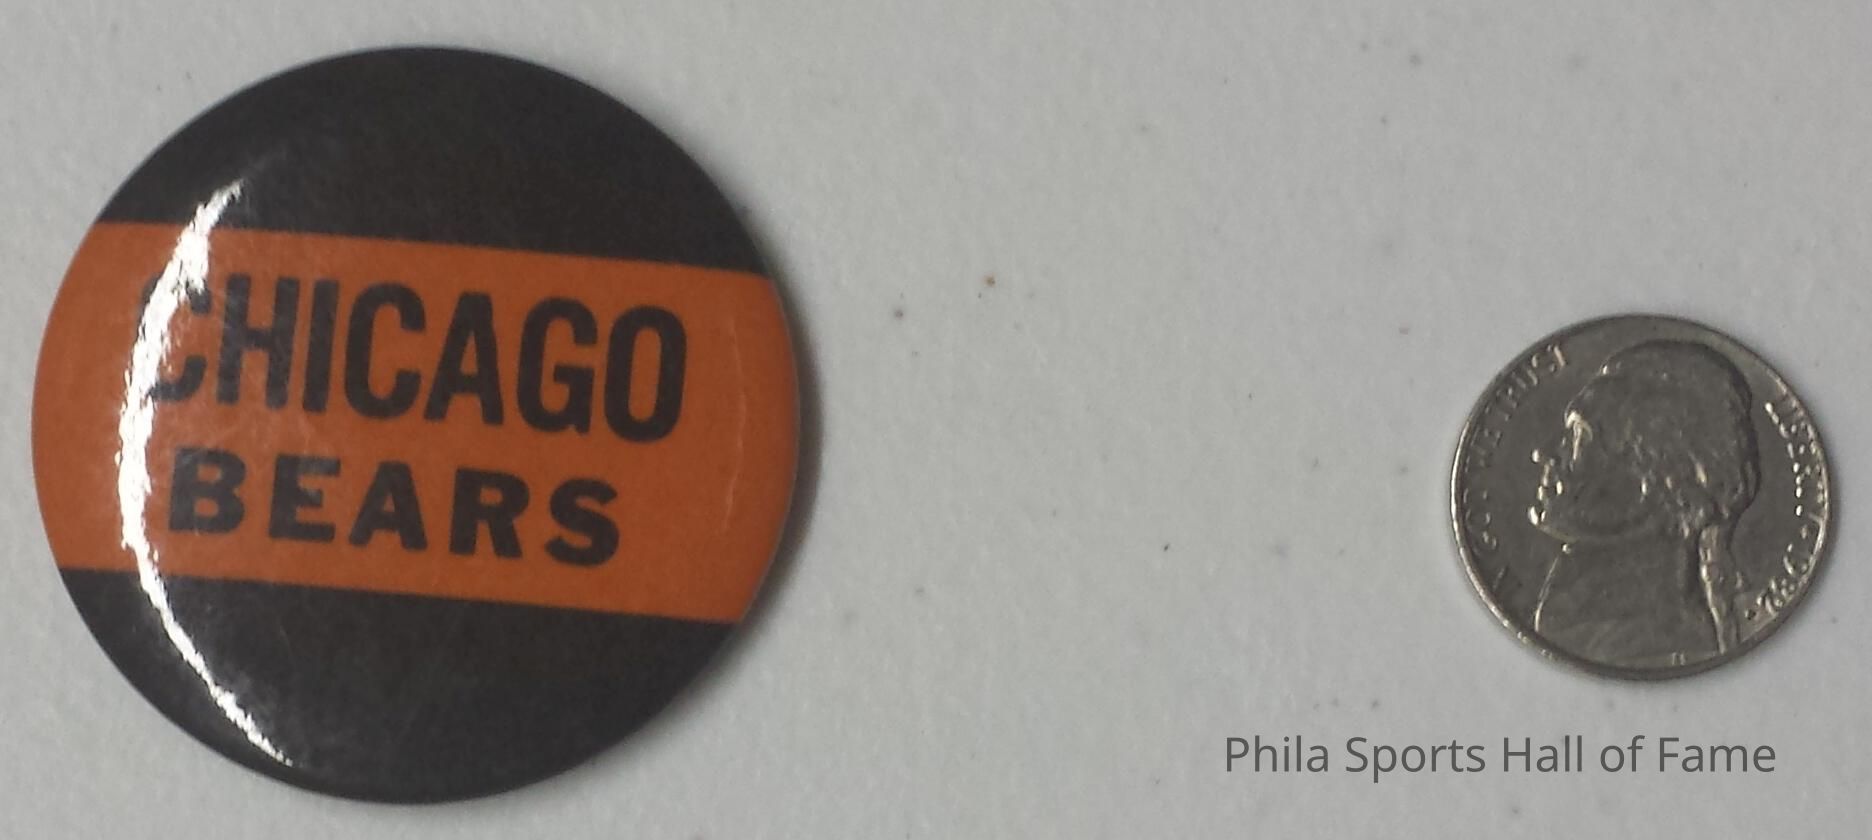 CHICAGO
BEARS
IN GOD WE TRUST
LIBERTY
Phila Sports Hall of Fame